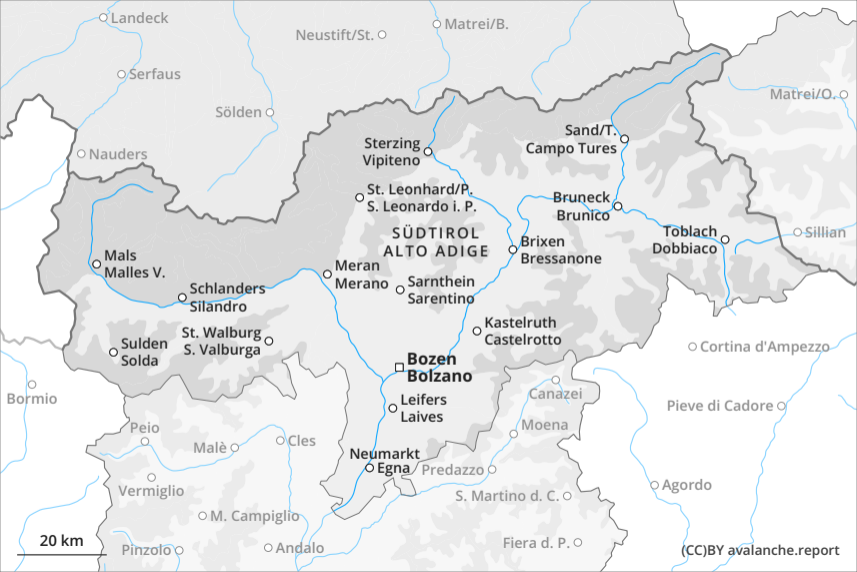 Landeck
Matrei/B.
Neustift/St.
Serfaus
Matrei/O.
Sölden
Sand/T.
Campo Tures
Sterzing
Vipiteno
Nauders
St. Leonhard/P.
S. Leonardo i. P.
Bruneck
Brunico
SÜDTIROL
ALTO ADIGE
Toblach
Dobbiaco
Sillian
Brixen
Bressanone
Mals
Malles V.
Meran
Merano
Schlanders
Silandro
Sarnthein
Sarentino
Kastelruth
Castelrotto
St. Walburg
S. Valburga
Sulden
Solda
Cortina d'Ampezzo
Bozen
Bolzano
Bormio
Canazei
Leifers
Laives
Pieve di Cadore
Peio
Moena
Malè
Cles
Neumarkt
Egna
Predazzo
Vermiglio
Agordo
S. Martino d. C.
M. Campiglio
20 km
Pinzolo
Andalo
Fiera d. P.
(CC)BY avalanche.report